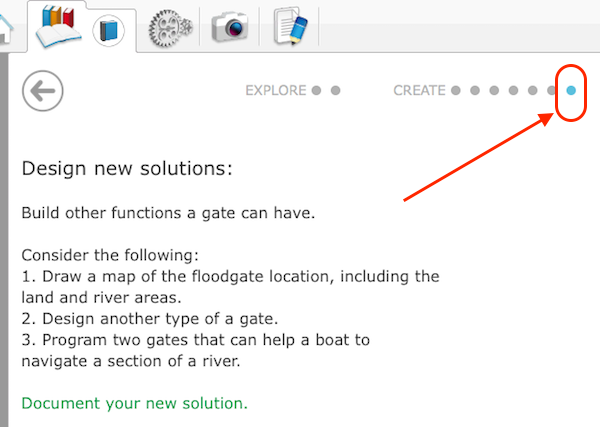 EXPLORE CREATE
Design new solutions:
Build other functions a gate can have.
Consider the following:
1. Draw a map of the floodgate location, including the
land and river areas.
2. Design another type of a gate.
3. Program two gates that can help a boat to
navigate a section of a river.
Document your new solution.